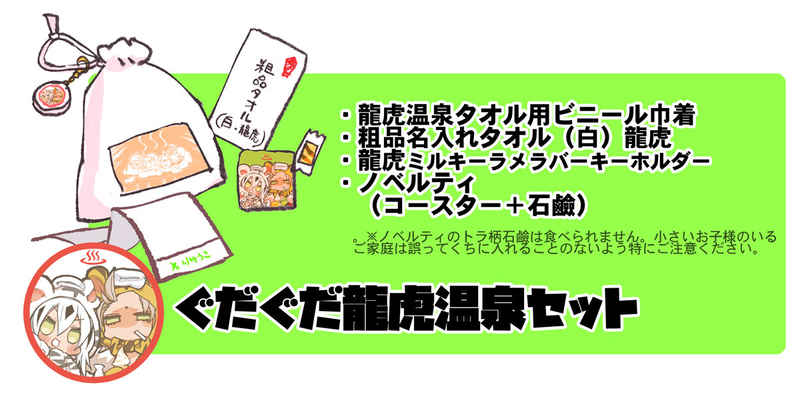 粗品タオル
(白・龍虎)
・龍虎温泉タオル用ビニール巾着
・粗品名入れタオル（白）龍虎
・龍虎ミルキーラメラバーキーホルダー
・ノベルティ
（コースター＋石鹸）
。※ノベルティのトラ柄石鹸は食べられません。小さいお子様のいる
ご家庭は誤ってくちに入れることのないよう特にご注意ください。
ぐだぐだ龍虎温泉セット